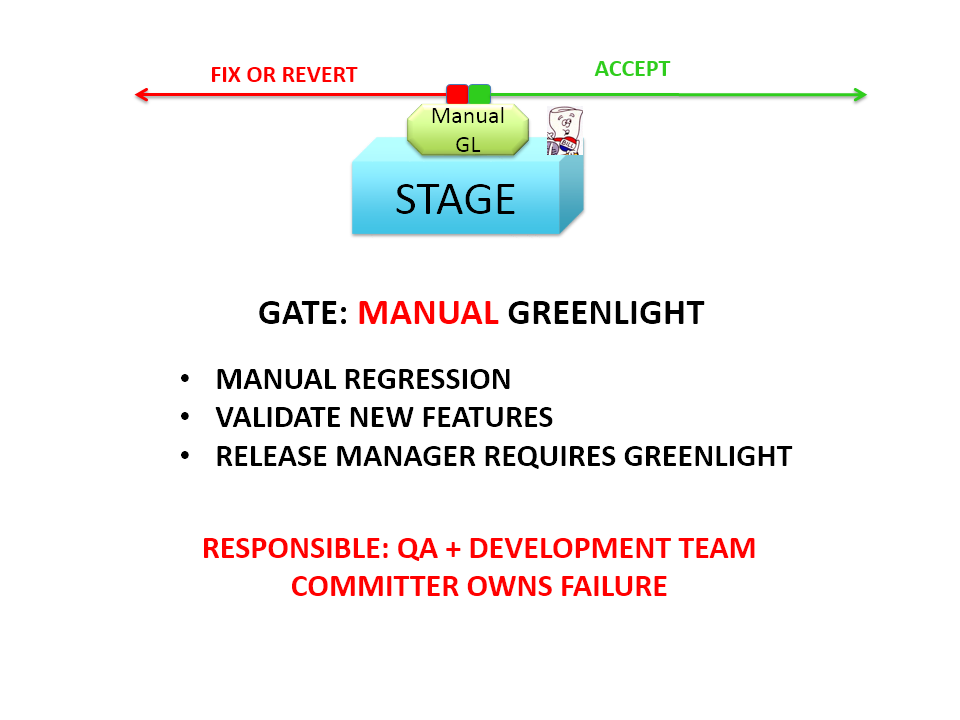 FIX OR REVERT
ACCEPT
Manual
GL
BILL
STAGE
GATE: MANUAL GREENLIGHT
• MANUAL REGRESSION
• VALIDATE NEW FEATURES
• RELEASE MANAGER REQUIRES GREENLIGHT
RESPONSIBLE: QA + DEVELOPMENT TEAM
COMMITTER OWNS FAILURE